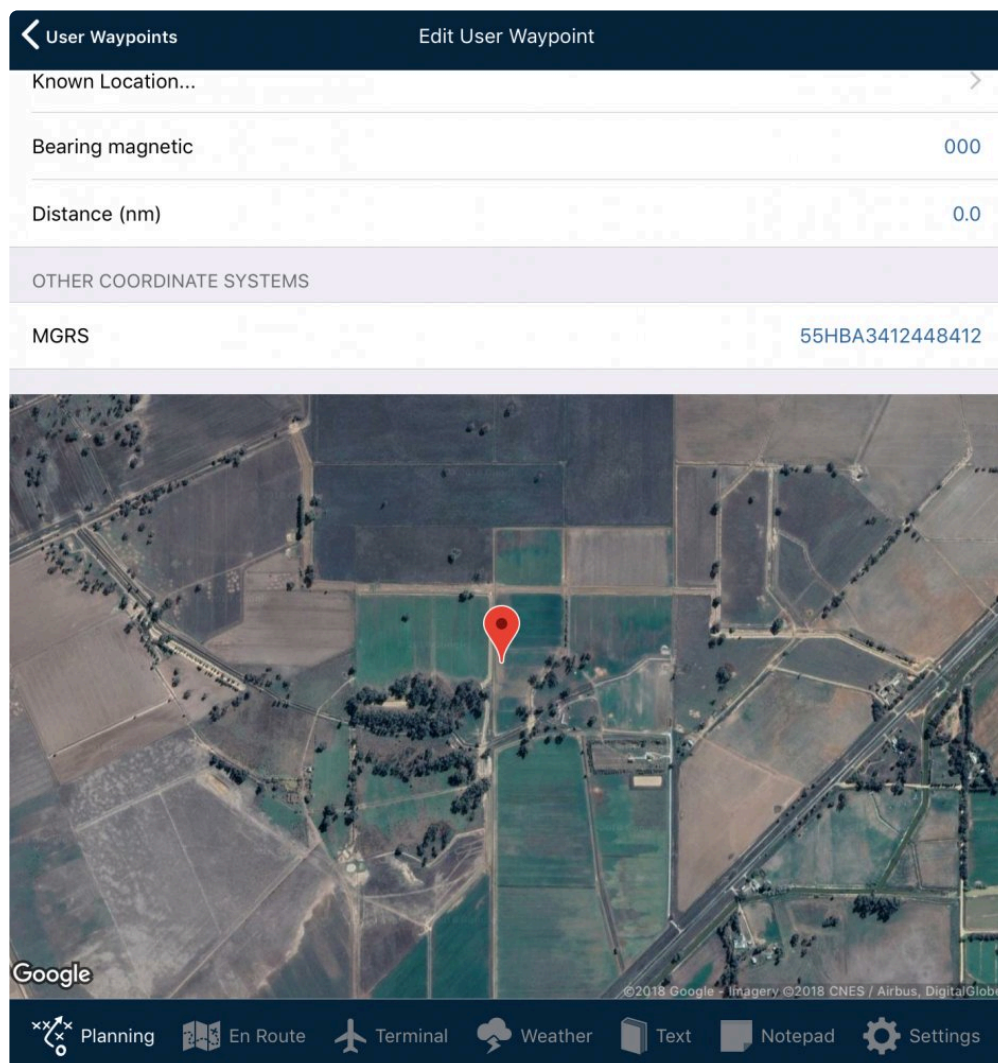 User Waypoints Edit User Waypoint
Known Location...
Bearing magnetic 000
Distance (nm) 0.0
OTHER COORDINATE SYSTEMS
MGRS 55HBA3412448412
Google
©2018 Google - Imagery ©2018 CNES / Airbus, DigitalGlobe
Planning En Route Terminal Weather Text Notepad Settings